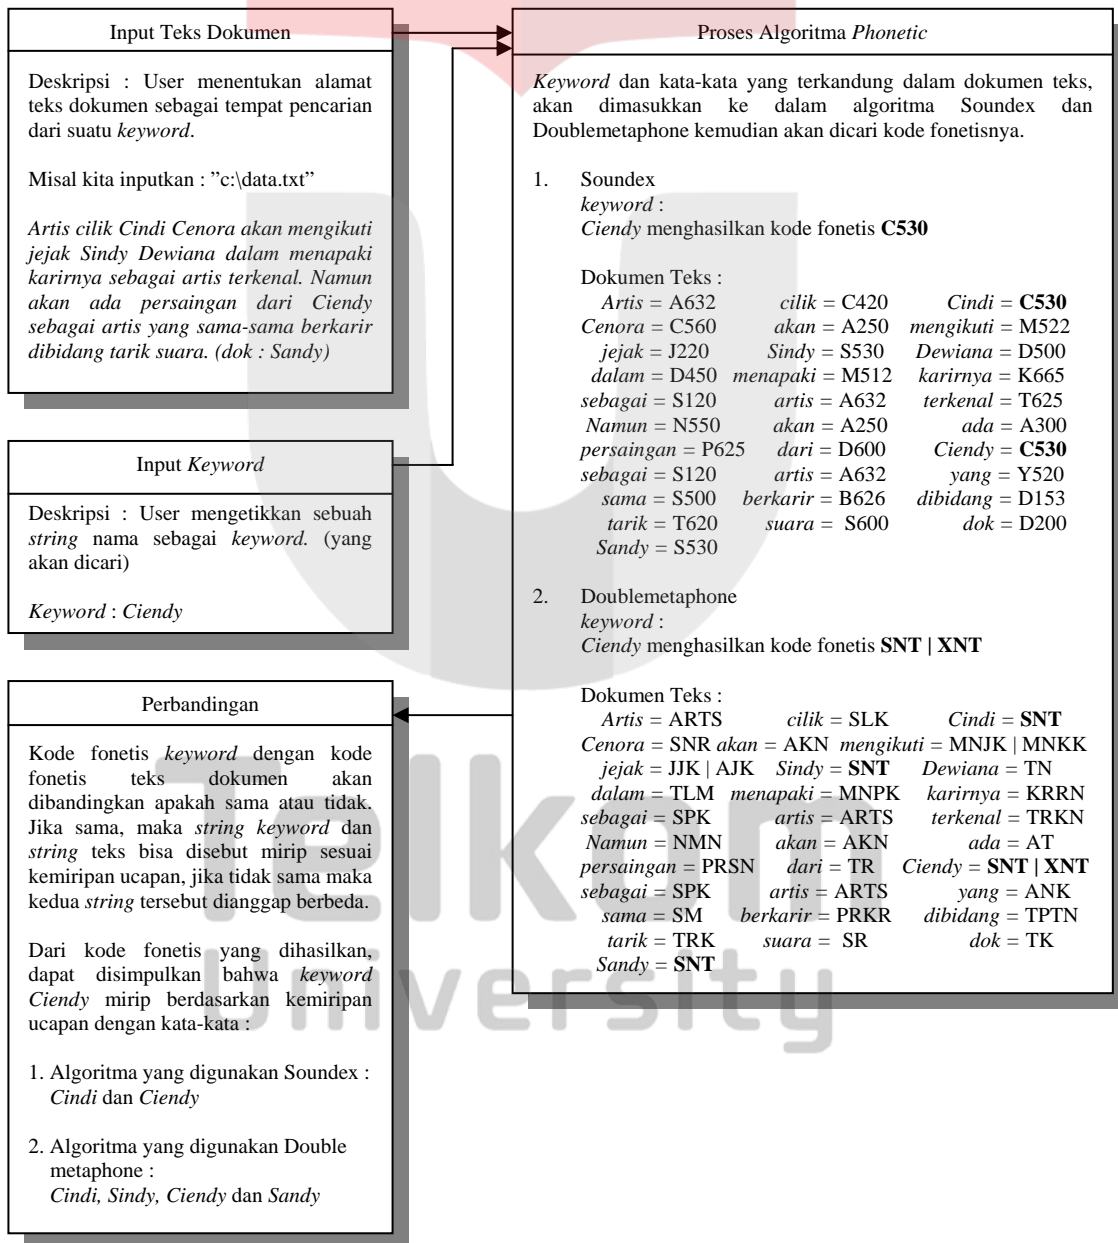 Input Teks Dokumen
Deskripsi : User menentukan alamat
teks dokumen sebagai tempat pencarian
dari suatu keyword.
Misal kita inputkan : ”c:\data.txt”
Artis cilik Cindi Cenora akan mengikuti
jejak Sindy Dewiana dalam menapaki
karirnya sebagai artis terkenal. Namun
akan ada persaingan dari Ciendy
sebagai artis yang sama-sama berkarir
dibidang tarik suara. (dok : Sandy)
Input Keyword
Deskripsi : User mengetikkan sebuah
string nama sebagai keyword. (yang
akan dicari)
Keyword : Ciendy
Proses Algoritma Phonetic
Keyword dan kata-kata yang terkandung dalam dokumen teks,
akan dimasukkan ke dalam algoritma Soundex dan
Doublemetaphone kemudian akan dicari kode fonetisnya.
1. Soundex
keyword :
Ciendy menghasilkan kode fonetis C530
Dokumen Teks :
Artis = A632 cilik = C420 Cindi = C530
Cenora = C560 akan = A250 mengikuti = M522
jejak = J220 Sindy = S530 Dewiana = D500
dalam = D450 menapaki = M512 karirnya = K665
sebagai = S120 artis = A632 terkenal = T625
Namun = N550 akan = A250 ada = A300
persaingan = P625 dari = D600 Ciendy = C530
sebagai = S120 artis = A632 yang = Y520
sama = S500 berkarir = B626 dibidang = D153
tarik = T620 suara = S600 dok = D200
Sandy = S530
2. Doublemetaphone
keyword :
Ciendy menghasilkan kode fonetis SNT | XNT
Dokumen Teks :
Artis = ARTS cilik = SLK Cindi = SNT
Cenora = SNR akan = AKN mengikuti = MNJK | MNKK
jejak = JJK | AJK Sindy = SNT Dewiana = TN
dalam = TLM menapaki = MNPK karirnya = KRRN
sebagai = SPK artis = ARTS terkenal = TRKN
Namun = NMN akan = AKN ada = AT
persaingan = PRSN dari = TR Ciendy = SNT | XNT
sebagai = SPK artis = ARTS yang = ANK
sama = SM berkarir = PRKR dibidang = TPTN
tarik = TRK suara = SR dok = TK
Sandy = SNT
Perbandingan
Kode fonetis keyword dengan kode
fonetis teks dokumen akan
dibandingkan apakah sama atau tidak.
Jika sama, maka string keyword dan
string teks bisa disebut mirip sesuai
kemiripan ucapan, jika tidak sama maka
kedua string tersebut dianggap berbeda.
Dari kode fonetis yang dihasilkan,
dapat disimpulkan bahwa keyword
Ciendy mirip berdasarkan kemiripan
ucapan dengan kata-kata :
1. Algoritma yang digunakan Soundex :
Cindi dan Ciendy
2. Algoritma yang digunakan Double
metaphone :
Cindi, Sindy, Ciendy dan Sandy
Telkom
University